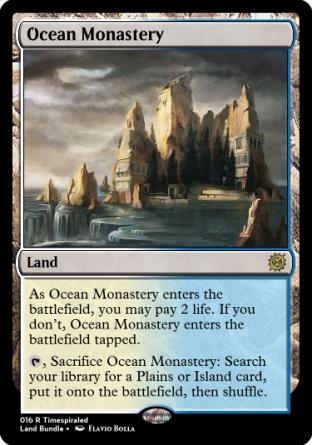 Ocean Monastery
Land
As Ocean Monastery enters the
battlefield, you may pay 2 life. If you
don't, Ocean Monastery enters the
battlefield tapped.
, Sacrifice Ocean Monastery: Search
your library for a Plains or Island card,
put it onto the battlefield, then shuffle.
016 R Timespiraled
Land Bundle • Flavio Bolla